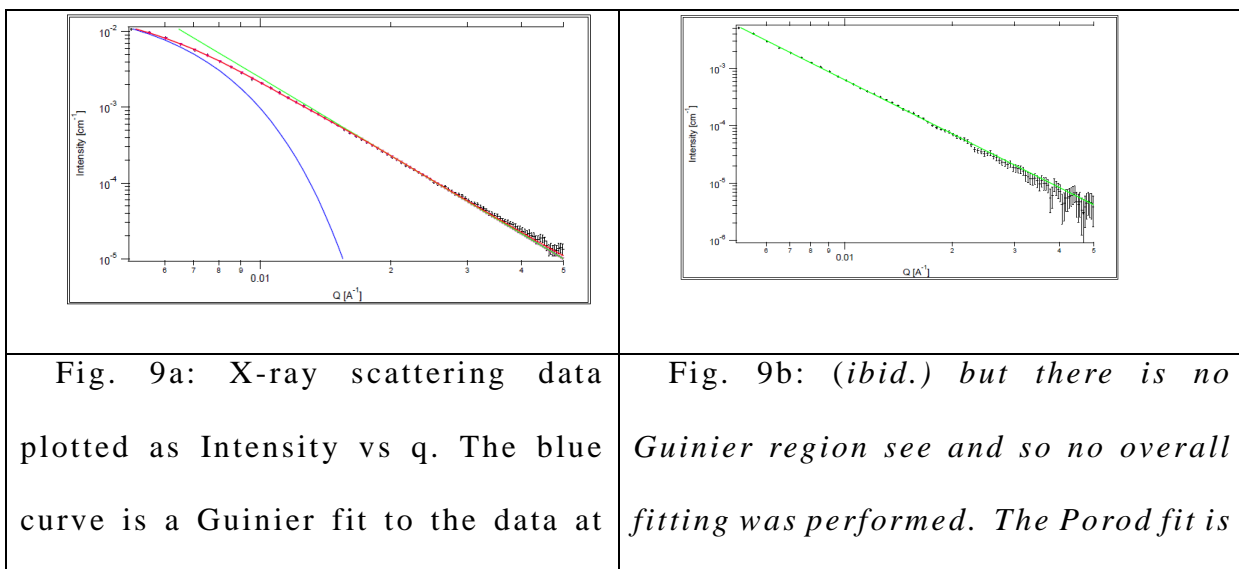 10⁻²
10⁻³
10⁻⁴
10⁻⁵
Intensity [cm⁻¹]
6 7 8 9 0.01 2 3 4 5
Q [A⁻¹]
10⁻³
10⁻⁴
10⁻⁵
10⁻⁶
Intensity [cm⁻¹]
6 7 8 9 0.01 2 3 4 5
Q [A⁻¹]
Fig. 9a: X-ray scattering data
plotted as Intensity vs q. The blue
curve is a Guinier fit to the data at
Fig. 9b: (ibid.) but there is no
Guinier region see and so no overall
fitting was performed. The Porod fit is